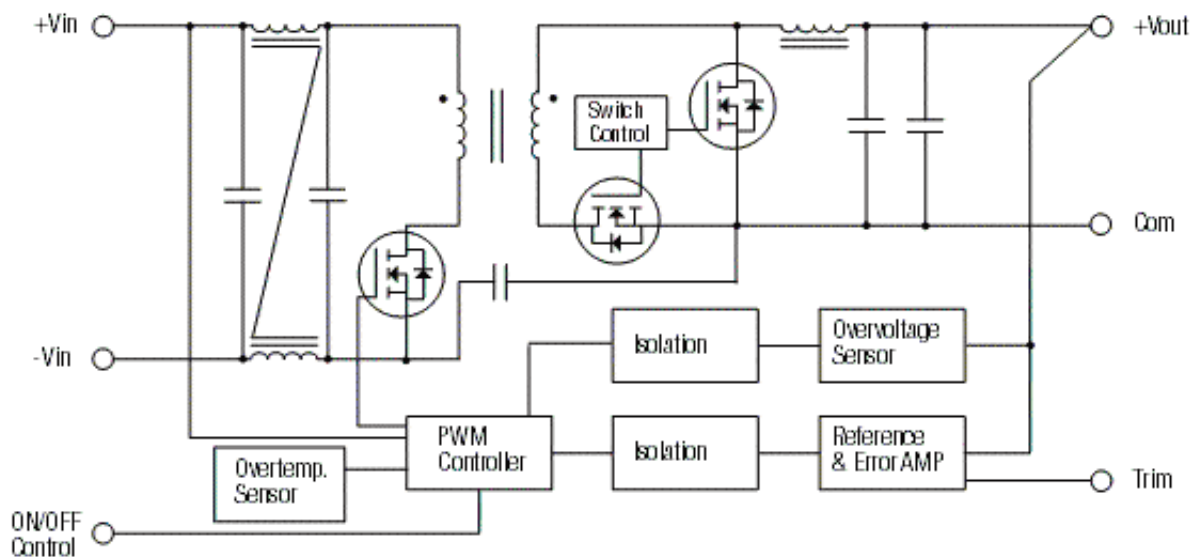 +Vin
+Vout
Switch
Control
Com
-Vin
Isolation
Overvoltage
Sensor
PWM
Controller
Isolation
Reference
& Error AMP
Overtemp.
Sensor
Trim
ON/OFF
Control